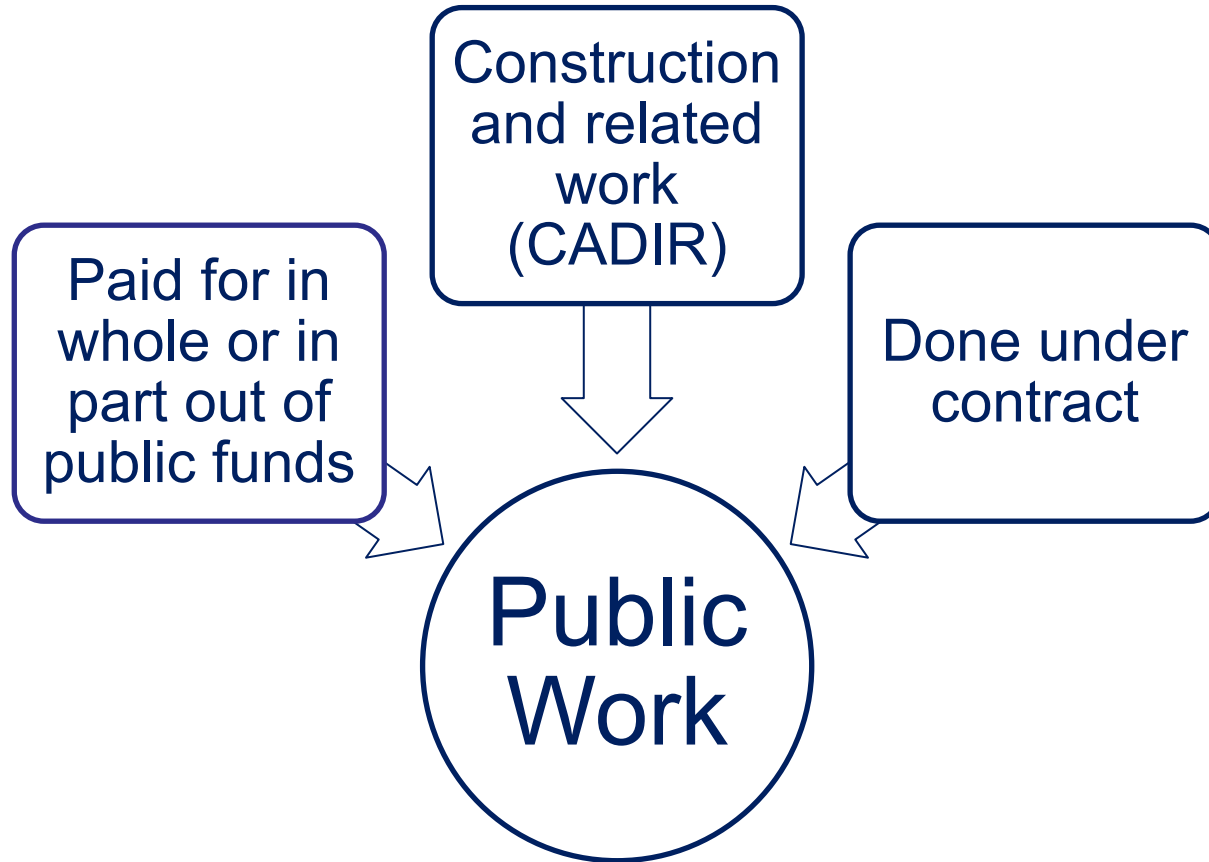 Construction
and related
work
(CADIR)
Paid for in
whole or in
part out of
public funds
Done under
contract
Public
Work